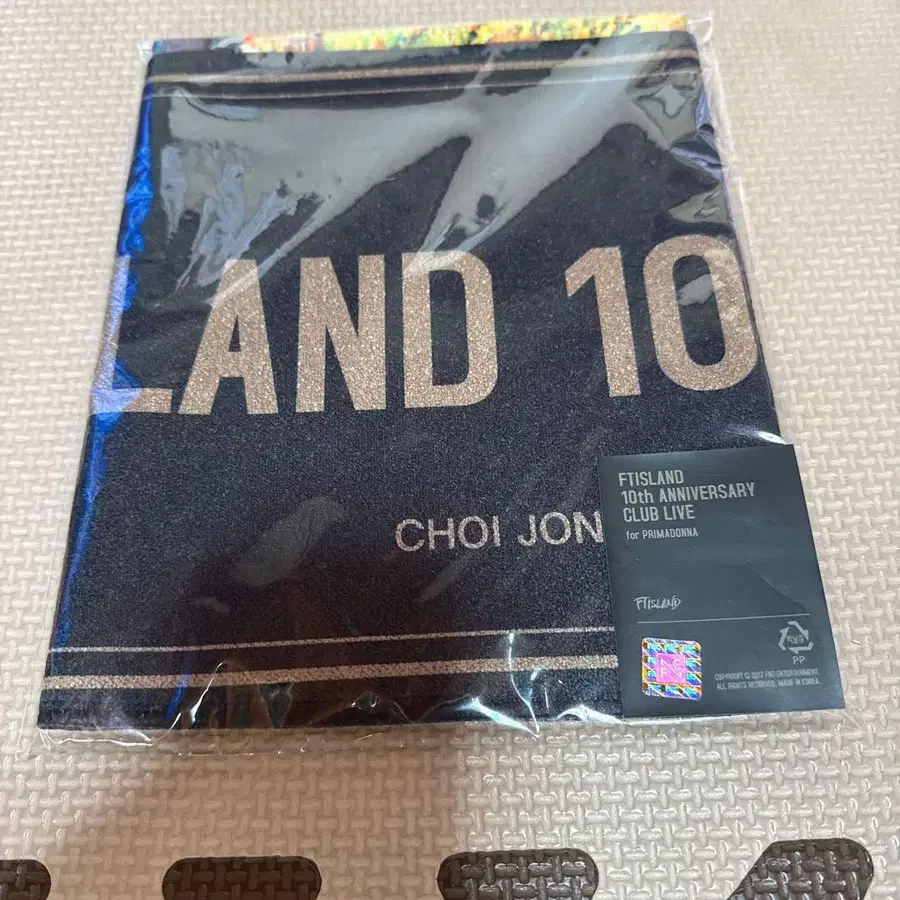 LAND 10
CHOI JON
FTISLAND
10th ANNIVERSARY
CLUB LIVE
for PRIMADONNA
FTISLAND
FNC
PP
COPYRIGHT © 2017 FNC ENTERTAINMENT.
ALL RIGHTS RESERVED. MADE IN KOREA.